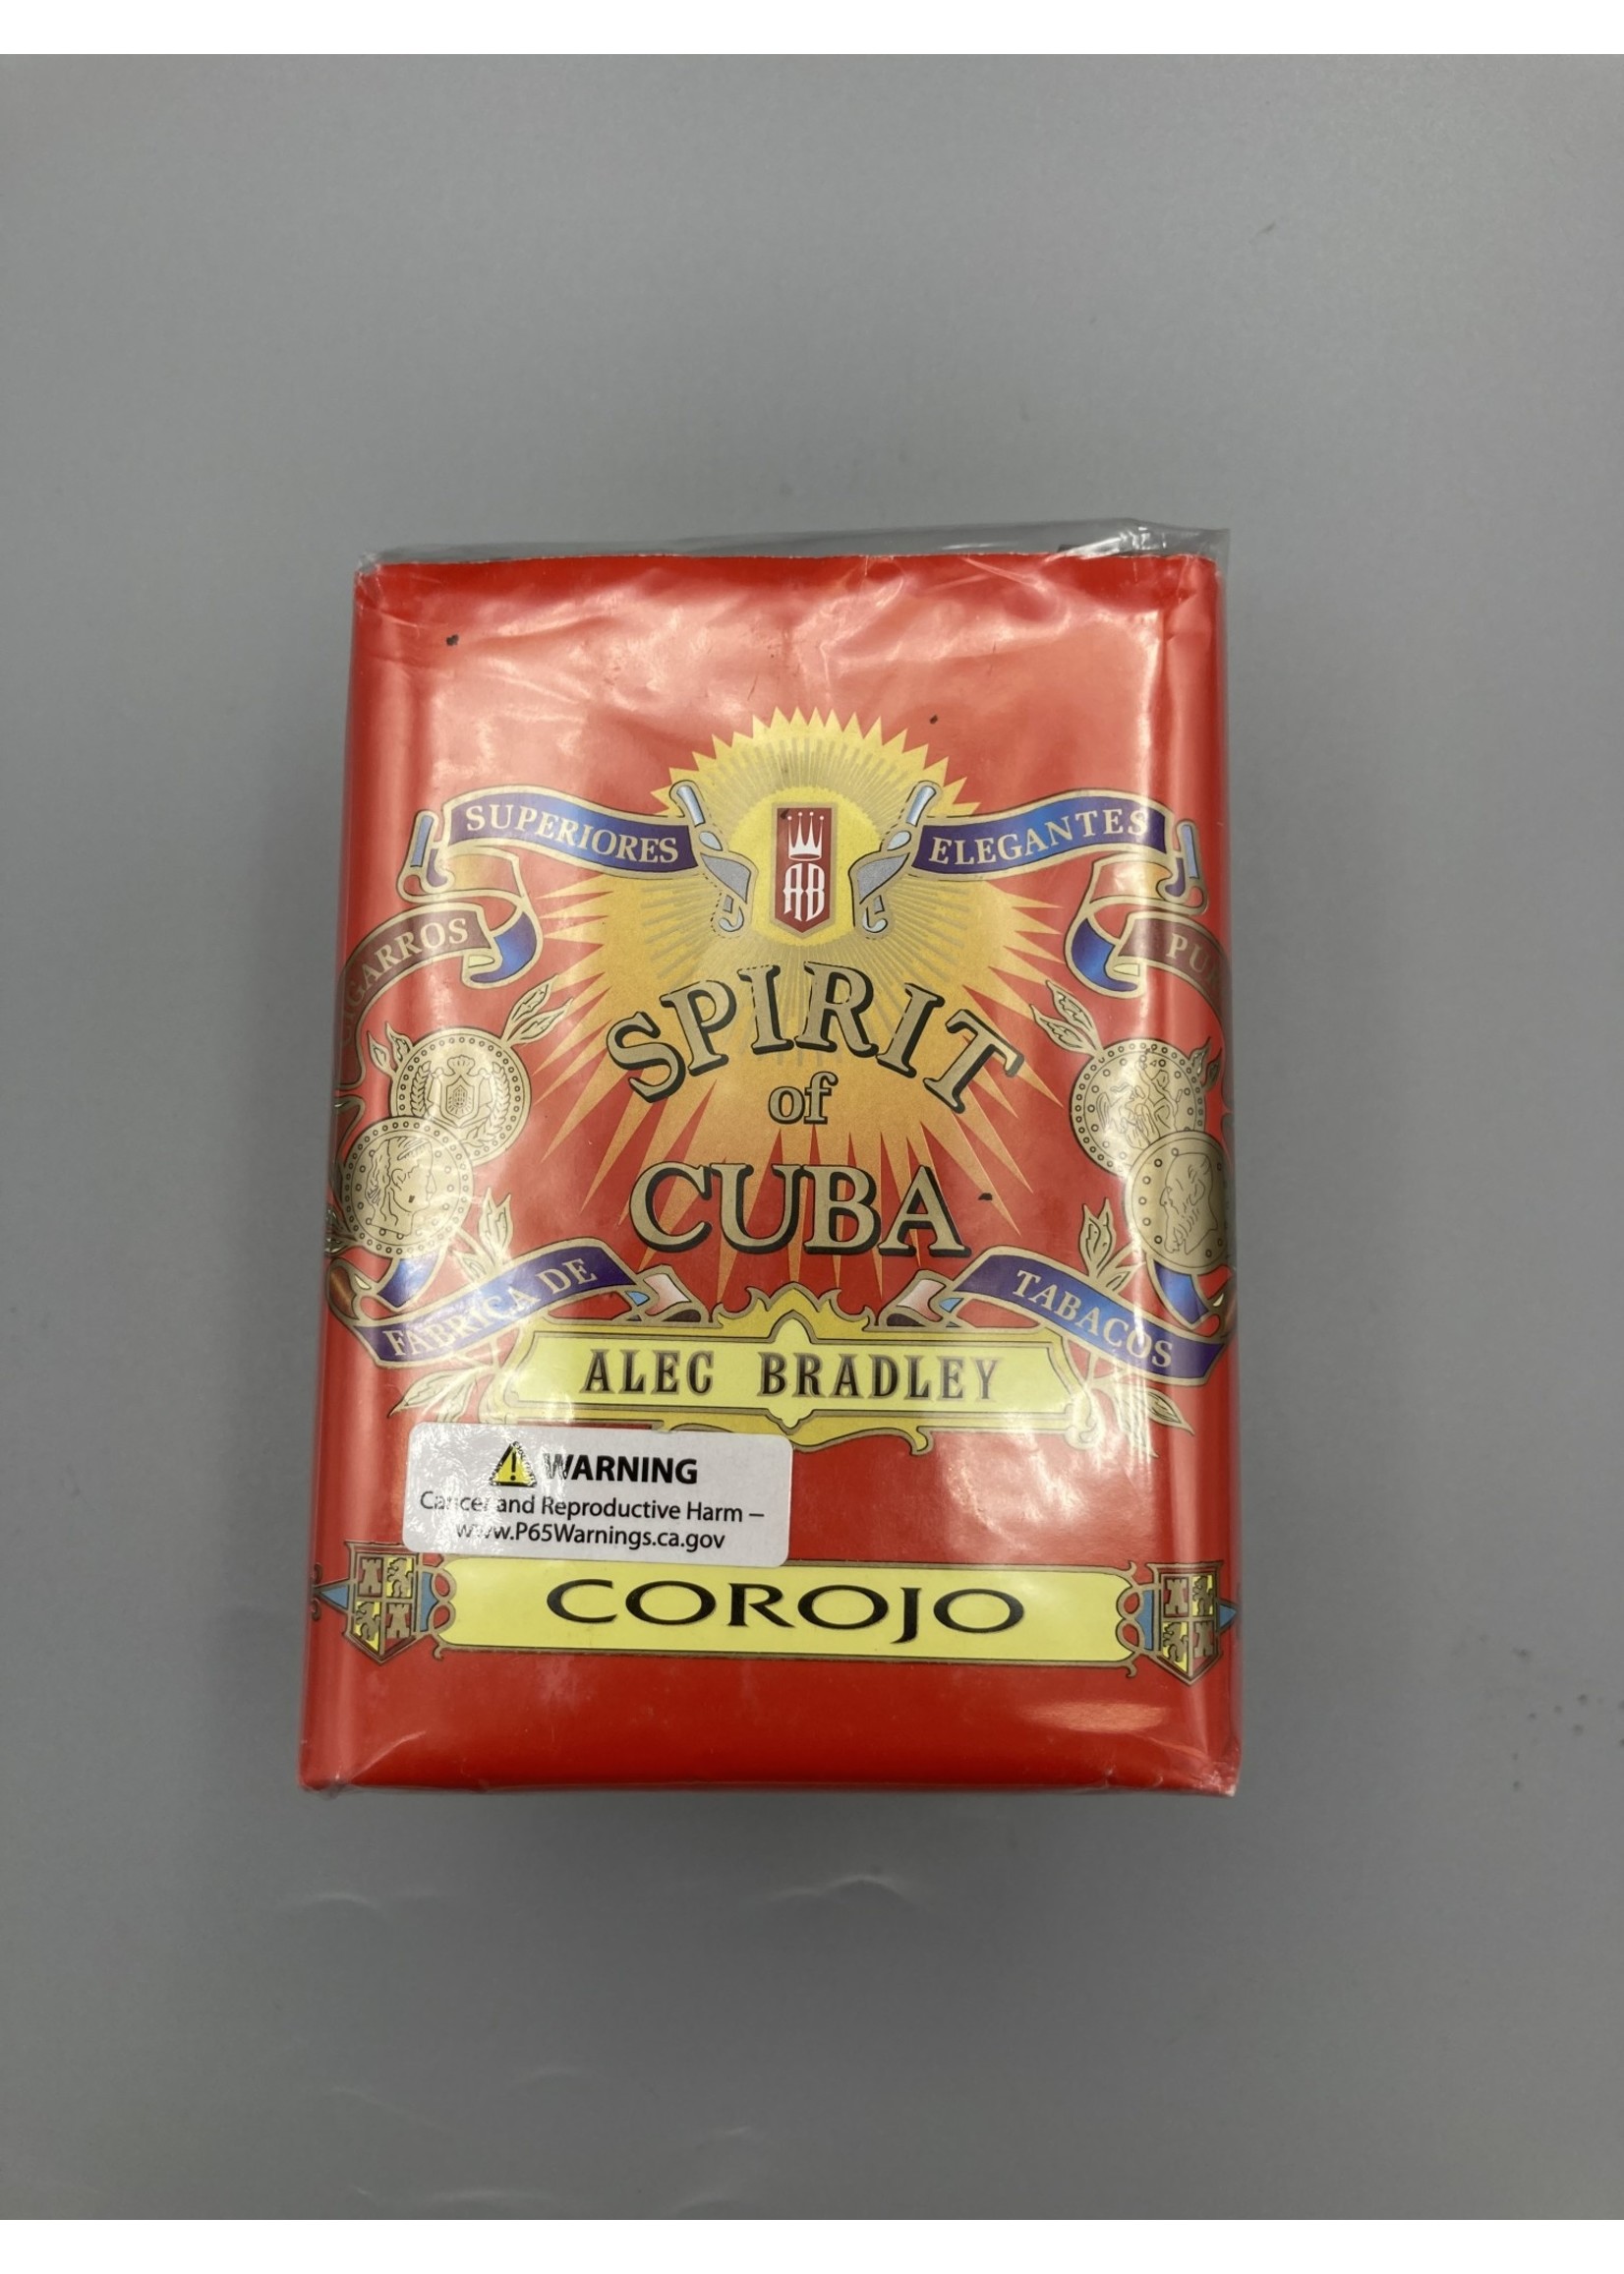 SUPERIORES
ELEGANTES
AB
CIGARROS
SPIRIT
of
CUBA
FABRICA DE
TABACOS
ALEC BRADLEY
WARNING
Cancer and Reproductive Harm –
www.P65Warnings.ca.gov
COROJO